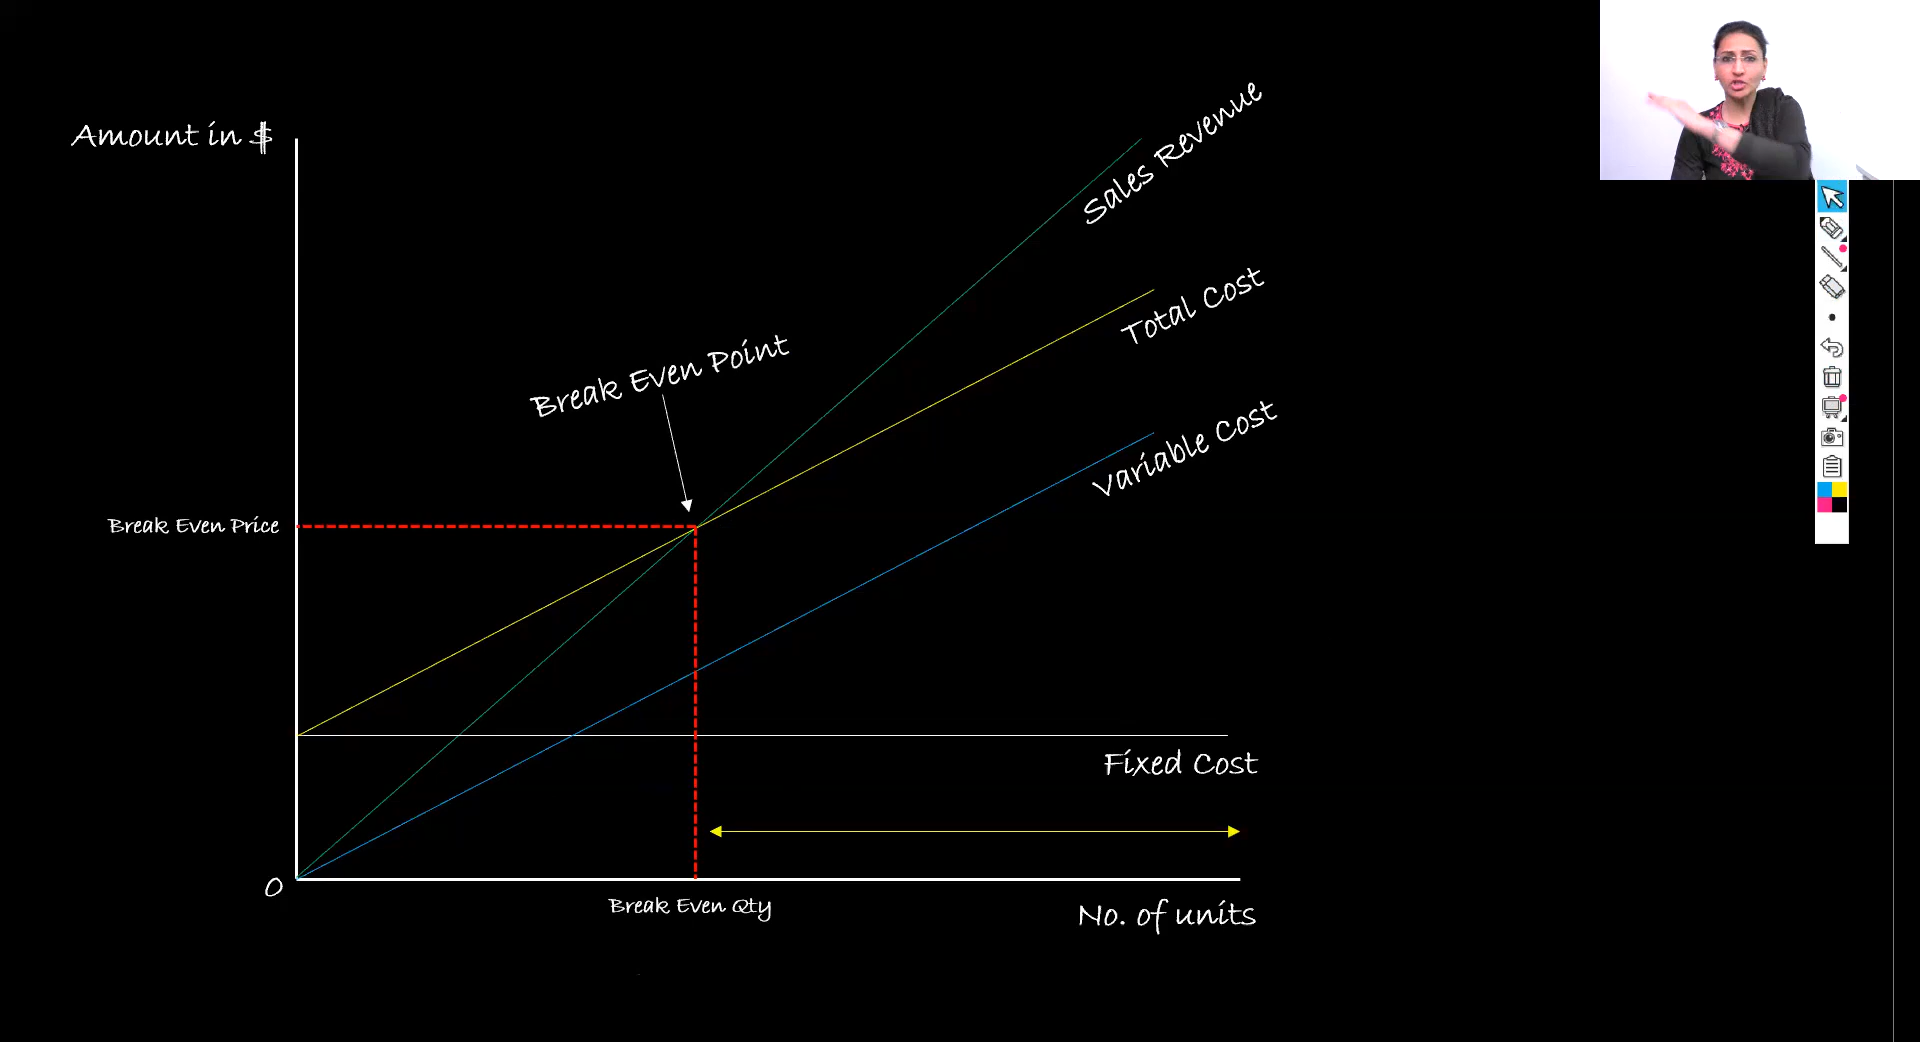 Amount in $
Sales Revenue
Total Cost
Break Even Point
Variable Cost
Break Even Price
Fixed Cost
0
Break Even Qty
No. of units